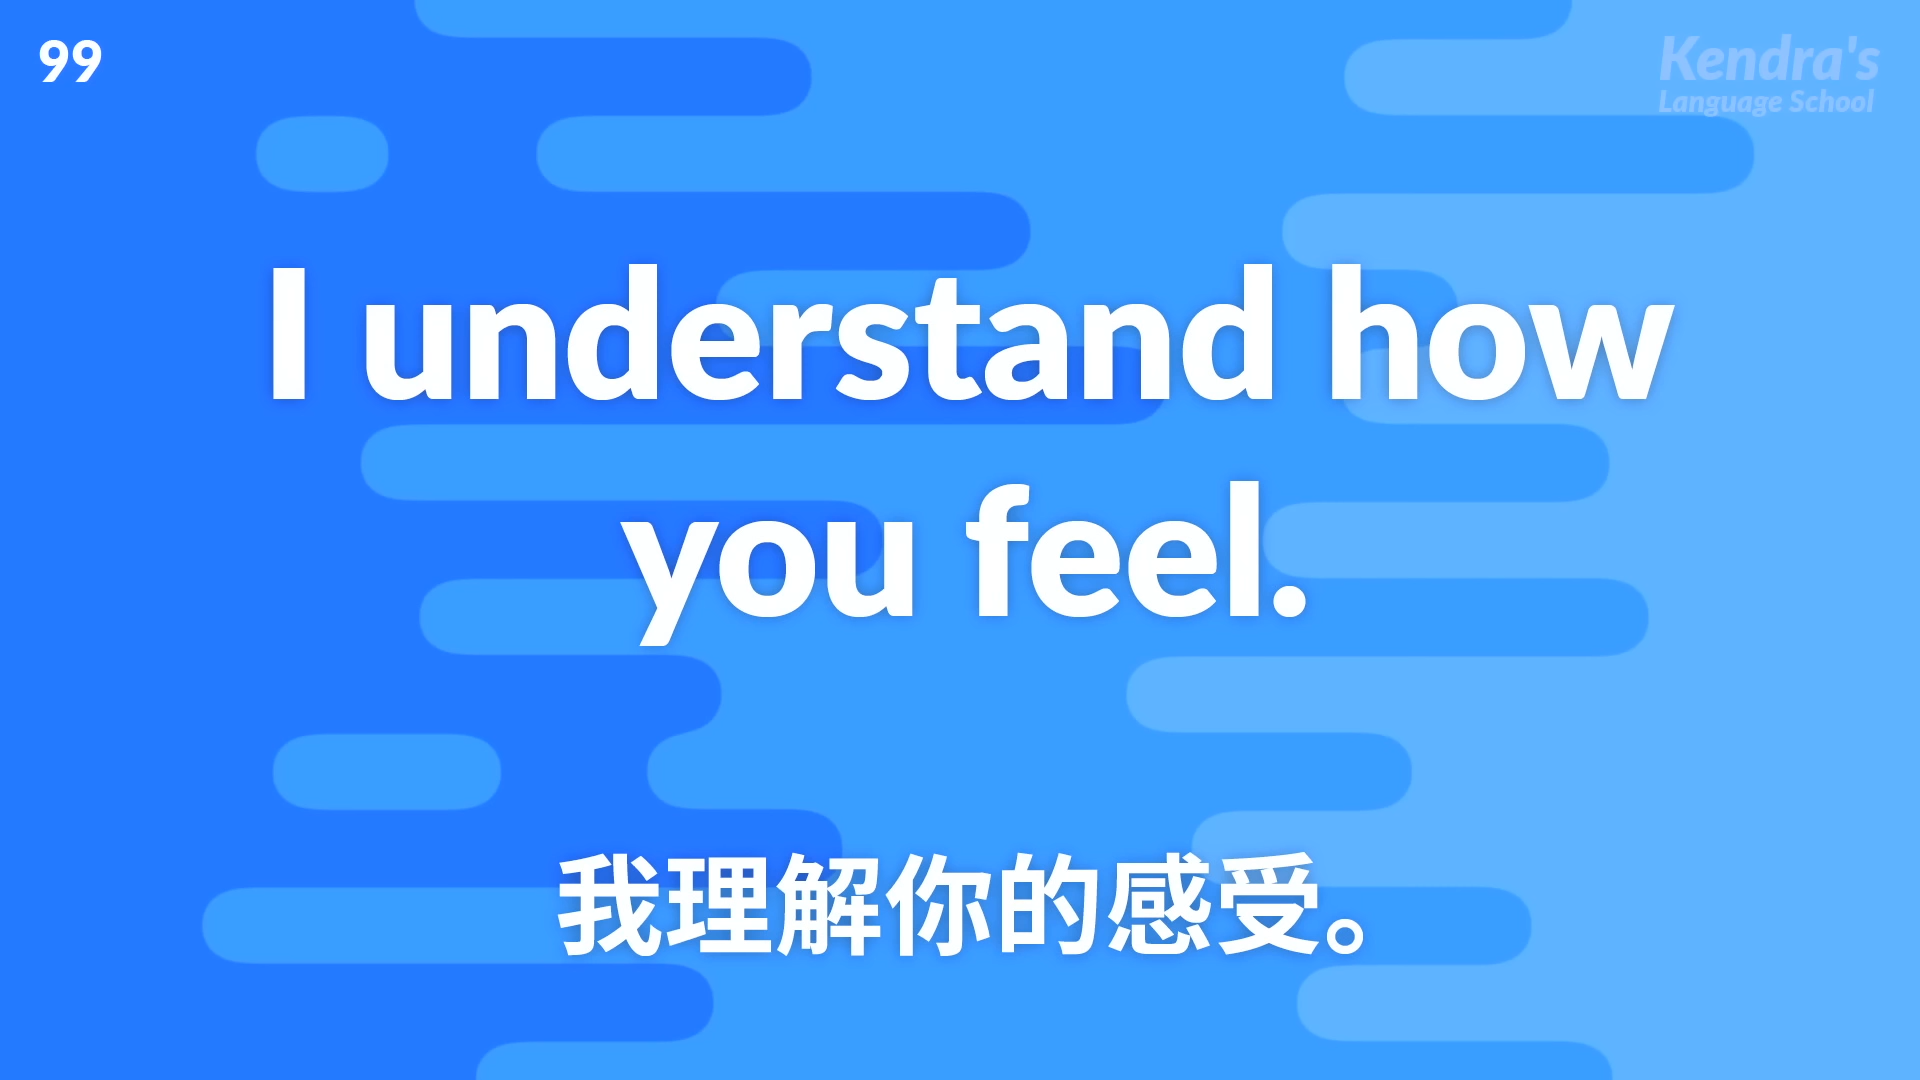 99
Kendra's
Language School
I understand how
you feel.
我理解你的感受。